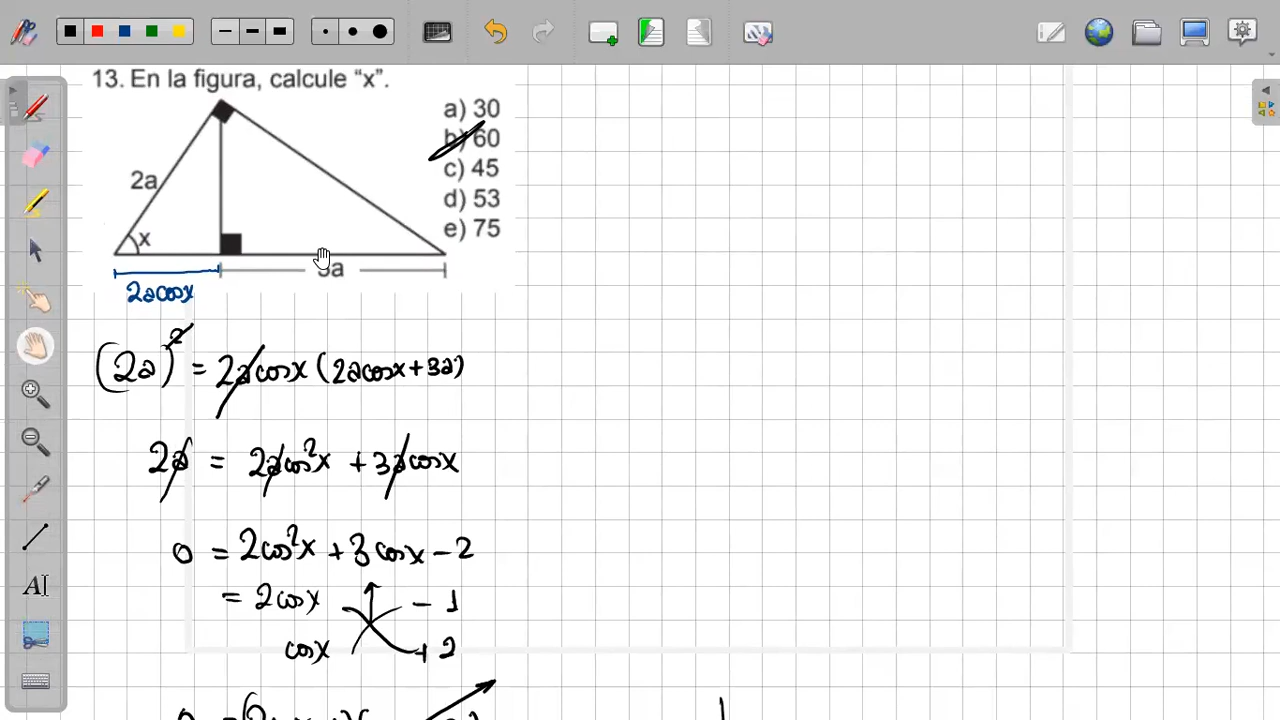 13. En la figura, calcule “x”.
a) 30
b) 60
c) 45
d) 53
e) 75
2a
x
2acosx
(2a)² = 2acosx (2acosx+3a)
2a = 2acos²x + 3acosx
0 = 2cos²x + 3cosx - 2
= 2cosx - 1
cosx + 2